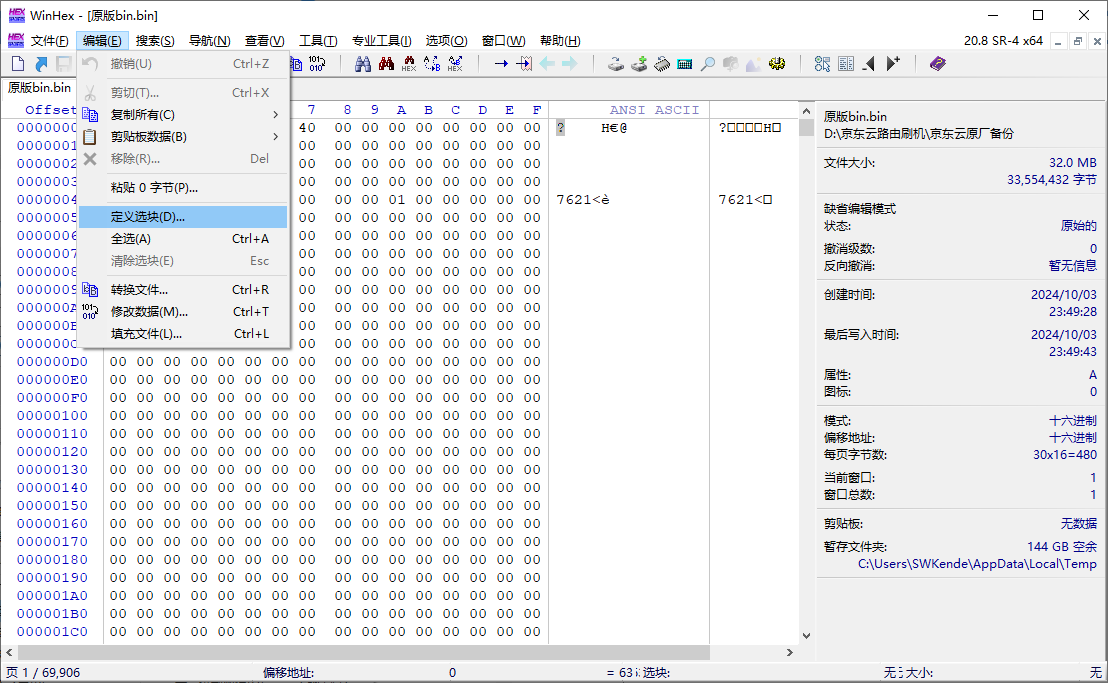 WinHex - [原版bin.bin]
文件(F) 编辑(E) 搜索(S) 导航(N) 查看(V) 工具(T) 专业工具(I) 选项(O) 窗口(W) 帮助(H) 20.8 SR-4 x64
原版bin.bin
撤销(U) Ctrl+Z
剪切(T)... Ctrl+X
复制所有(C)
剪贴板数据(B)
移除(R)... Del
粘贴 0 字节(P)...
定义选块(D)...
全选(A) Ctrl+A
清除选块(E) Esc
转换文件... Ctrl+R
修改数据(M)... Ctrl+T
填充文件(L)... Ctrl+L
Offset 7 8 9 A B C D E F ANSI ASCII
0000000 40 00 00 00 00 00 00 00 00 ? H€@ ?□□□□H□
0000001 00 00 00 00 00 00 00 00 00
0000002 00 00 00 00 00 00 00 00 00
0000003 00 00 00 00 00 00 00 00 00
0000004 00 00 00 01 00 00 00 00 00 7621<è 7621<□
0000005 00 00 00 00 00 00 00 00 00
0000006 00 00 00 00 00 00 00 00 00
0000007 00 00 00 00 00 00 00 00 00
0000008 00 00 00 00 00 00 00 00 00
0000009 00 00 00 00 00 00 00 00 00
000000A 00 00 00 00 00 00 00 00 00
000000B 00 00 00 00 00 00 00 00 00
000000C 00 00 00 00 00 00 00 00 00
000000D0 00 00 00 00 00 00 00 00 00 00 00 00 00 00 00 00
000000E0 00 00 00 00 00 00 00 00 00 00 00 00 00 00 00 00
000000F0 00 00 00 00 00 00 00 00 00 00 00 00 00 00 00 00
00000100 00 00 00 00 00 00 00 00 00 00 00 00 00 00 00 00
00000110 00 00 00 00 00 00 00 00 00 00 00 00 00 00 00 00
00000120 00 00 00 00 00 00 00 00 00 00 00 00 00 00 00 00
00000130 00 00 00 00 00 00 00 00 00 00 00 00 00 00 00 00
00000140 00 00 00 00 00 00 00 00 00 00 00 00 00 00 00 00
00000150 00 00 00 00 00 00 00 00 00 00 00 00 00 00 00 00
00000160 00 00 00 00 00 00 00 00 00 00 00 00 00 00 00 00
00000170 00 00 00 00 00 00 00 00 00 00 00 00 00 00 00 00
00000180 00 00 00 00 00 00 00 00 00 00 00 00 00 00 00 00
00000190 00 00 00 00 00 00 00 00 00 00 00 00 00 00 00 00
000001A0 00 00 00 00 00 00 00 00 00 00 00 00 00 00 00 00
000001B0 00 00 00 00 00 00 00 00 00 00 00 00 00 00 00 00
000001C0 00 00 00 00 00 00 00 00 00 00 00 00 00 00 00 00
原版bin.bin
D:\京东云路由刷机\京东云原厂备份
文件大小: 32.0 MB
33,554,432 字节
缺省编辑模式
状态: 原始的
撤消级数: 0
反向撤消: 暂无信息
创建时间: 2024/10/03
23:49:28
最后写入时间: 2024/10/03
23:49:43
属性: A
图标: 0
模式: 十六进制
偏移地址: 十六进制
每页字节数: 30x16=480
当前窗口: 1
窗口总数: 1
剪贴板: 无数据
暂存文件夹: 144 GB 空余
C:\Users\SWKende\AppData\Local\Temp
页 1 / 69,906 偏移地址: 0 = 63 选块: 无 大小: 无